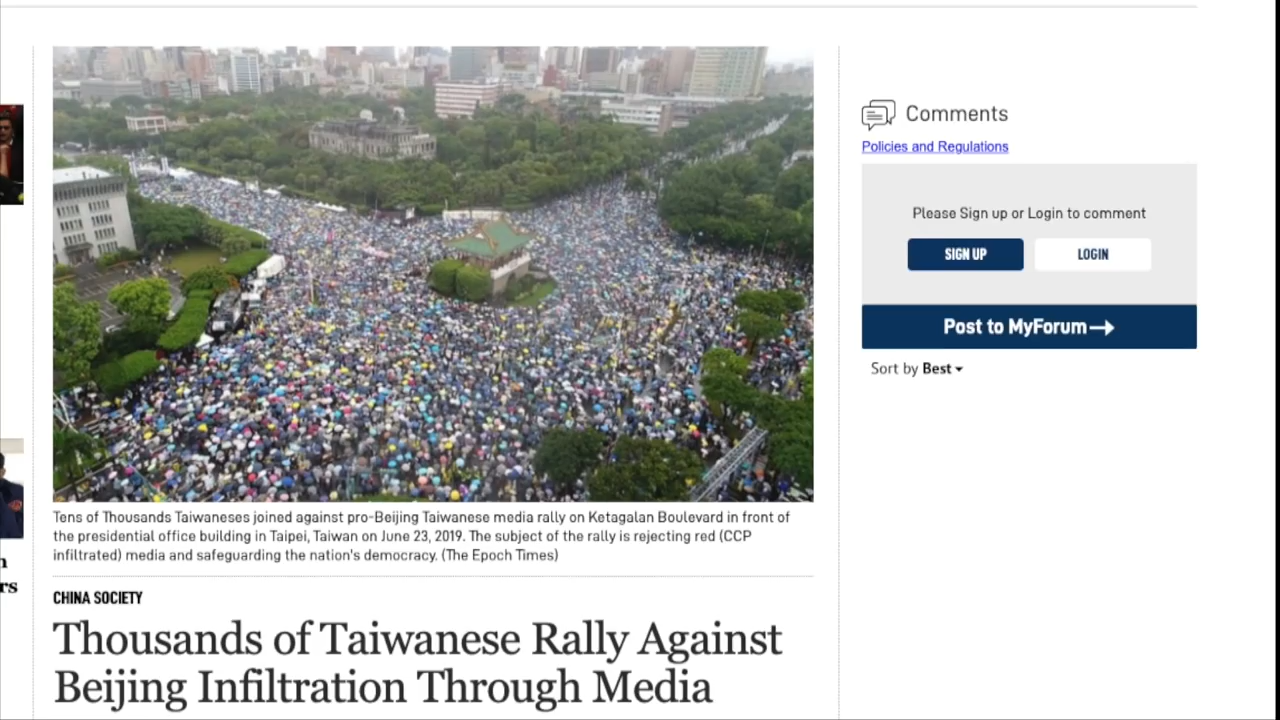 Tens of Thousands Taiwaneses joined against pro-Beijing Taiwanese media rally on Ketagalan Boulevard in front of
the presidential office building in Taipei, Taiwan on June 23, 2019. The subject of the rally is rejecting red (CCP
infiltrated) media and safeguarding the nation's democracy. (The Epoch Times)
CHINA SOCIETY
Thousands of Taiwanese Rally Against
Beijing Infiltration Through Media
Comments
Policies and Regulations
Please Sign up or Login to comment
SIGN UP
LOGIN
Post to MyForum
Sort by Best